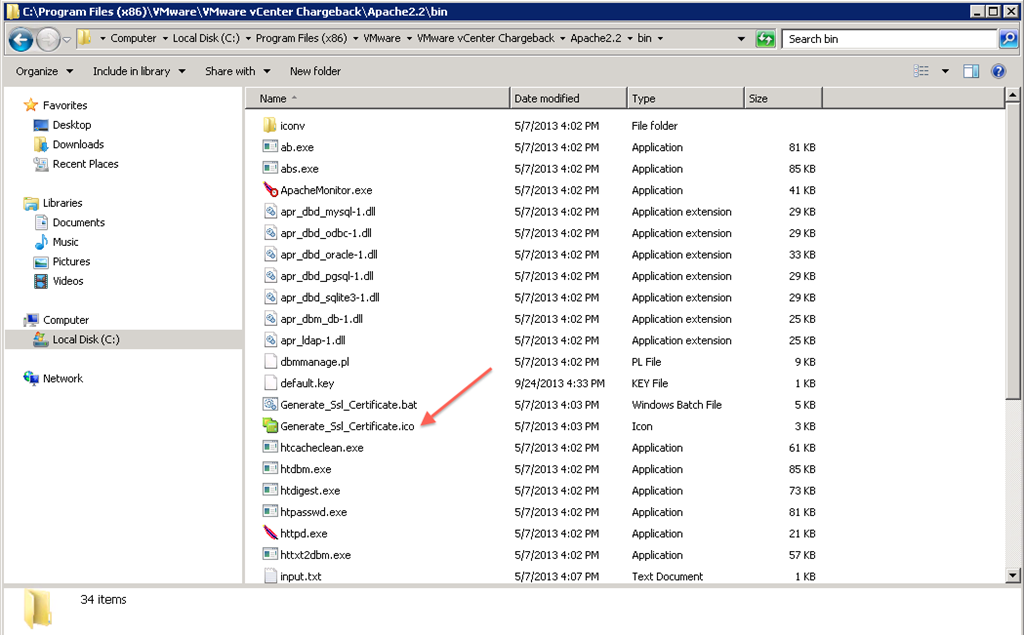 C:\Program Files (x86)\VMware\VMware vCenter Chargeback\Apache2.2\bin
Computer Local Disk (C:) Program Files (x86) VMware VMware vCenter Chargeback Apache2.2 bin Search bin
Organize Include in library Share with New folder
Favorites
Desktop
Downloads
Recent Places
Libraries
Documents
Music
Pictures
Videos
Computer
Local Disk (C:)
Network
Name Date modified Type Size
iconv 5/7/2013 4:02 PM File folder
ab.exe 5/7/2013 4:02 PM Application 81 KB
abs.exe 5/7/2013 4:02 PM Application 85 KB
ApacheMonitor.exe 5/7/2013 4:02 PM Application 41 KB
apr_dbd_mysql-1.dll 5/7/2013 4:02 PM Application extension 29 KB
apr_dbd_odbc-1.dll 5/7/2013 4:02 PM Application extension 29 KB
apr_dbd_oracle-1.dll 5/7/2013 4:02 PM Application extension 33 KB
apr_dbd_pgsql-1.dll 5/7/2013 4:02 PM Application extension 29 KB
apr_dbd_sqlite3-1.dll 5/7/2013 4:02 PM Application extension 29 KB
apr_dbm_db-1.dll 5/7/2013 4:02 PM Application extension 25 KB
apr_ldap-1.dll 5/7/2013 4:02 PM Application extension 25 KB
dbmmanage.pl 5/7/2013 4:02 PM PL File 9 KB
default.key 9/24/2013 4:33 PM KEY File 1 KB
Generate_Ssl_Certificate.bat 5/7/2013 4:03 PM Windows Batch File 5 KB
Generate_Ssl_Certificate.ico 5/7/2013 4:03 PM Icon 3 KB
htcacheclean.exe 5/7/2013 4:02 PM Application 61 KB
htdbm.exe 5/7/2013 4:02 PM Application 85 KB
htdigest.exe 5/7/2013 4:02 PM Application 73 KB
htpasswd.exe 5/7/2013 4:02 PM Application 81 KB
httpd.exe 5/7/2013 4:02 PM Application 21 KB
httxt2dbm.exe 5/7/2013 4:02 PM Application 57 KB
input.txt 5/7/2013 4:07 PM Text Document 1 KB
34 items